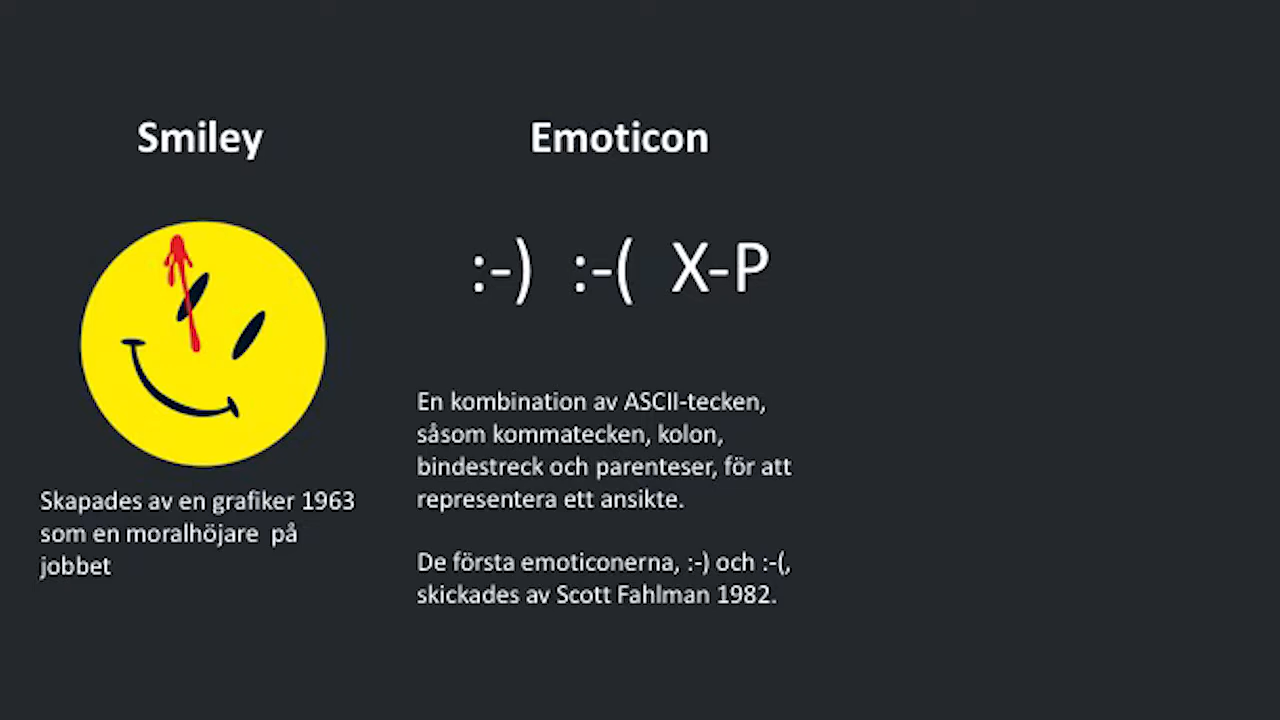 Smiley
Skapades av en grafiker 1963
som en moralhöjare  på
jobbet
Emoticon
:-)  :-(  X-P
En kombination av ASCII-tecken,
såsom kommatecken, kolon,
bindestreck och parenteser, för att
representera ett ansikte.
De första emoticonerna, :-) och :-(,
skickades av Scott Fahlman 1982.